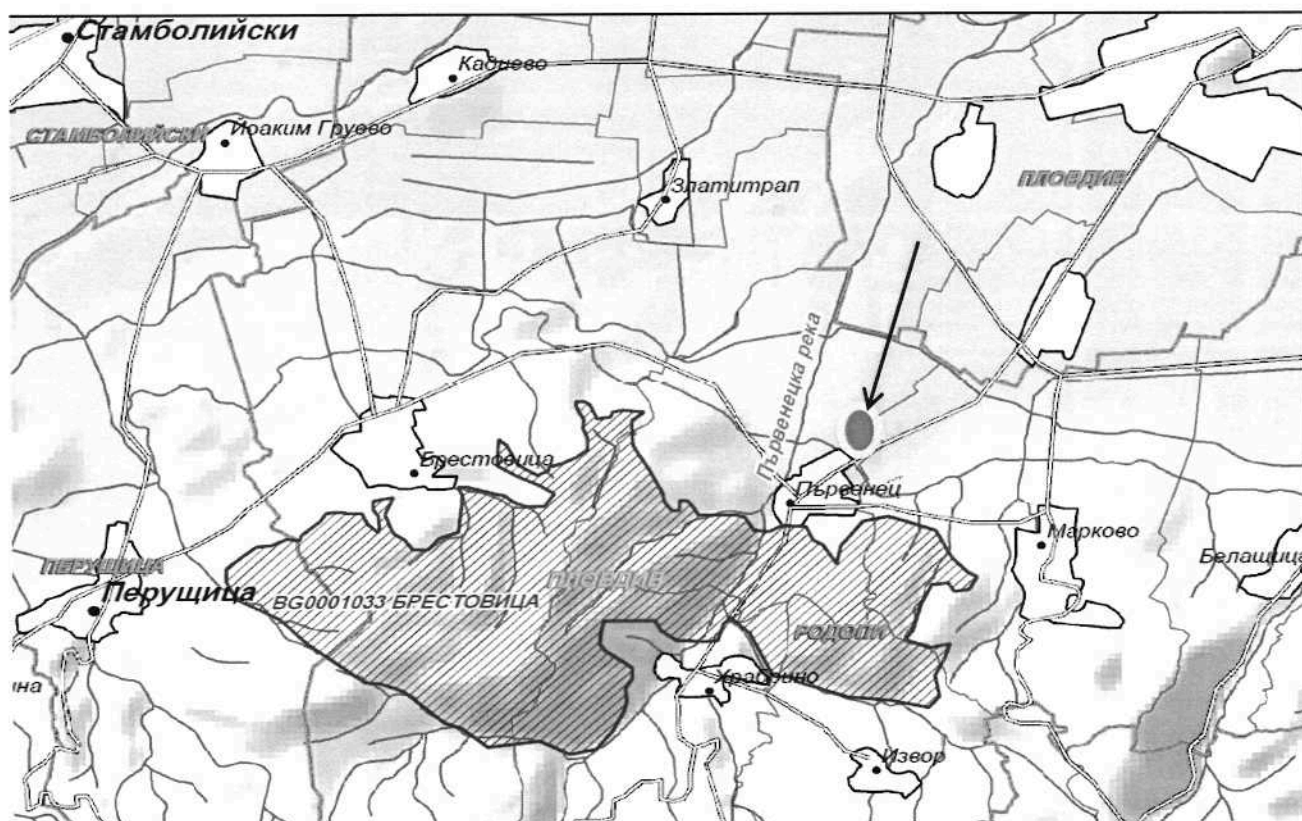 Стамболийски
Кадиево
СТАМБОЛИЙСКИ
Йоаким Груево
Златитрап
ПЛОВДИВ
Първенецка река
Брестовица
Първенец
Марково
Белащица
ПЕРУЩИЦА
Перущица
BG0001033 БРЕСТОВИЦА
ПЛОВДИВ
РОДОПИ
Храбрино
ина
Извор